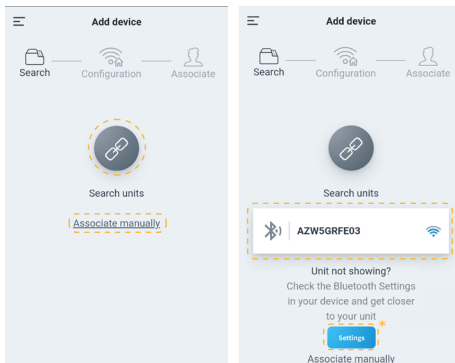 Add device
Search Configuration Associate
Search units
Associate manually
Add device
Search Configuration Associate
Search units
AZW5GRFE03
Unit not showing?
Check the Bluetooth Settings
in your device and get closer
to your unit
Settings *
Associate manually